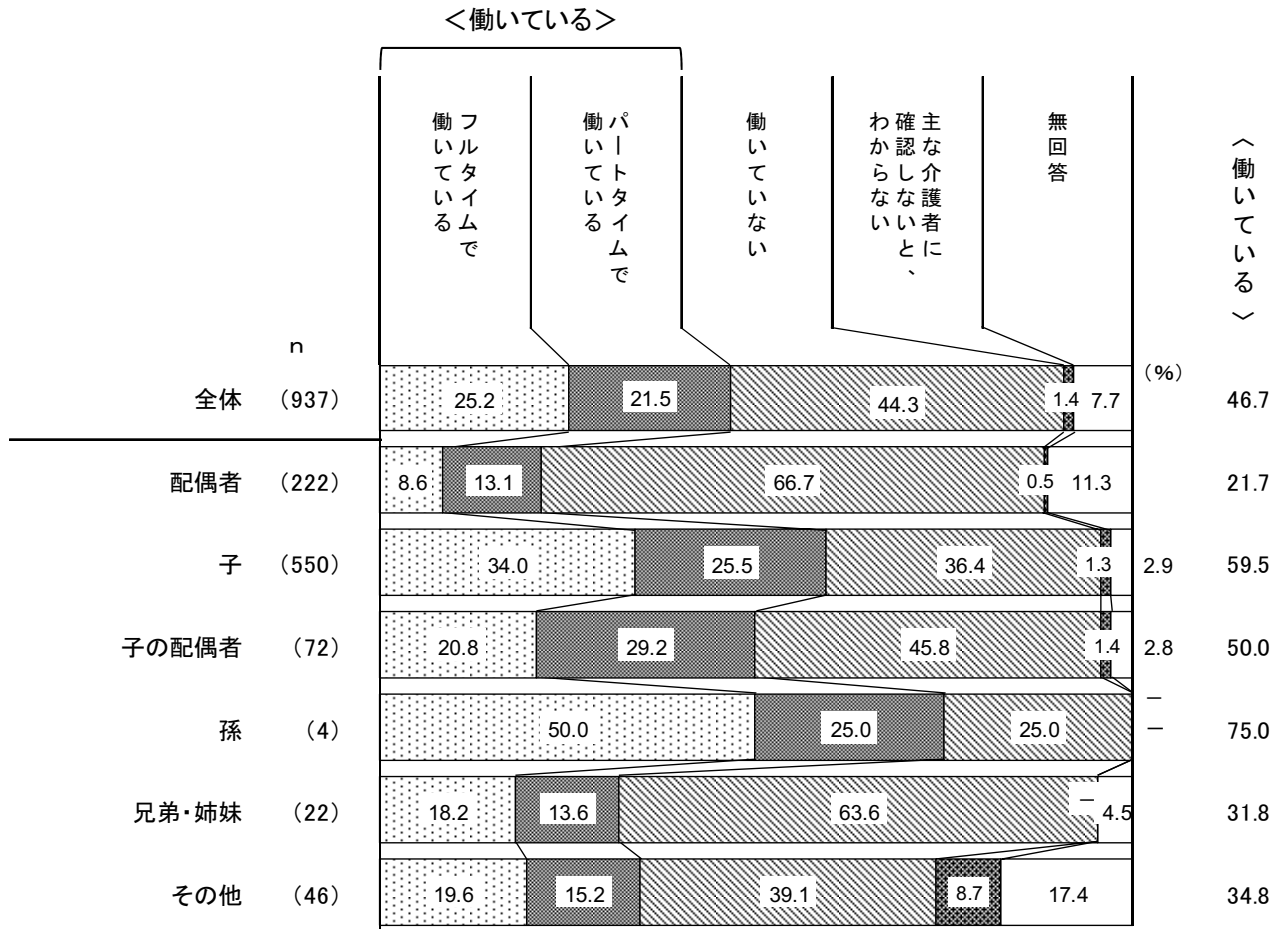 ＜働いている＞
フルタイムで
働いている
パートタイムで
働いている
働いていない
主な介護者に
確認しないと、
わからない
無回答
〈働いている〉
n
(%)
全体 (937) 25.2 21.5 44.3 1.4 7.7 46.7
配偶者 (222) 8.6 13.1 66.7 0.5 11.3 21.7
子 (550) 34.0 25.5 36.4 1.3 2.9 59.5
子の配偶者 (72) 20.8 29.2 45.8 1.4 2.8 50.0
孫 (4) 50.0 25.0 25.0 － － 75.0
兄弟・姉妹 (22) 18.2 13.6 63.6 － 4.5 31.8
その他 (46) 19.6 15.2 39.1 8.7 17.4 34.8